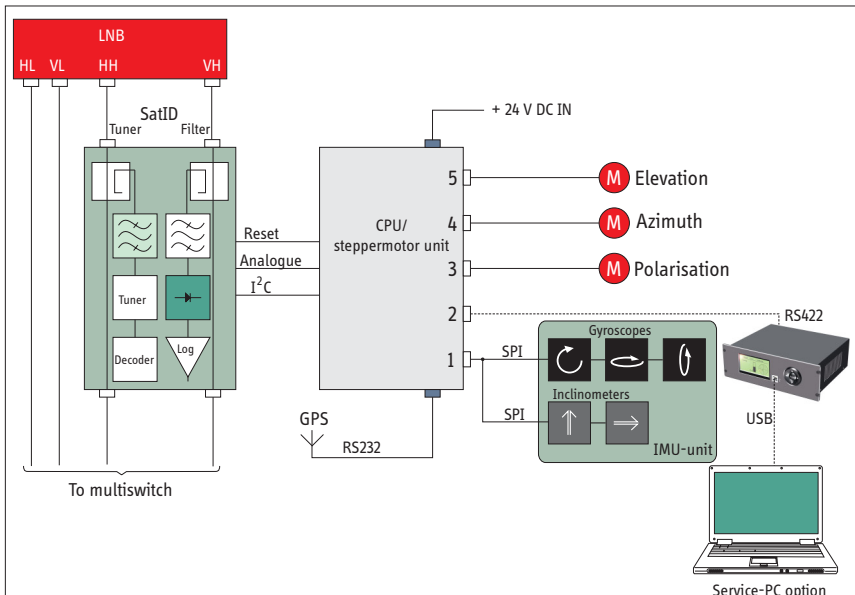 LNB
HL VL HH VH
SatID
Tuner Filter
+ 24 V DC IN
5 M Elevation
CPU/
steppermotor unit
4 M Azimuth
Reset
Analogue
3 M Polarisation
I²C
Tuner
2
RS422
Gyroscopes
Decoder
Log
1
SPI
Inclinometers
SPI
GPS
RS232
IMU-unit
USB
To multiswitch
Service-PC option